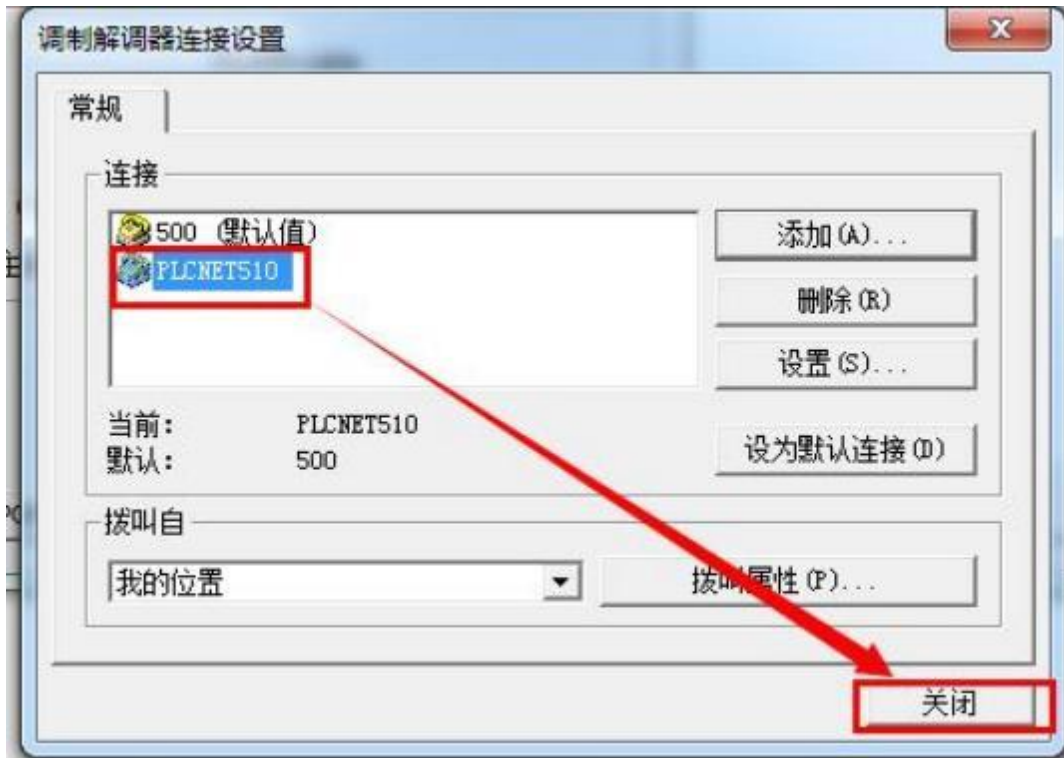 调制解调器连接设置
常规
连接
500 (默认值)
PLCNET510
添加(A)...
删除(R)
设置(S)...
当前: PLCNET510
默认: 500
设为默认连接(D)
拨叫自
我的位置
拨叫属性(P)...
关闭